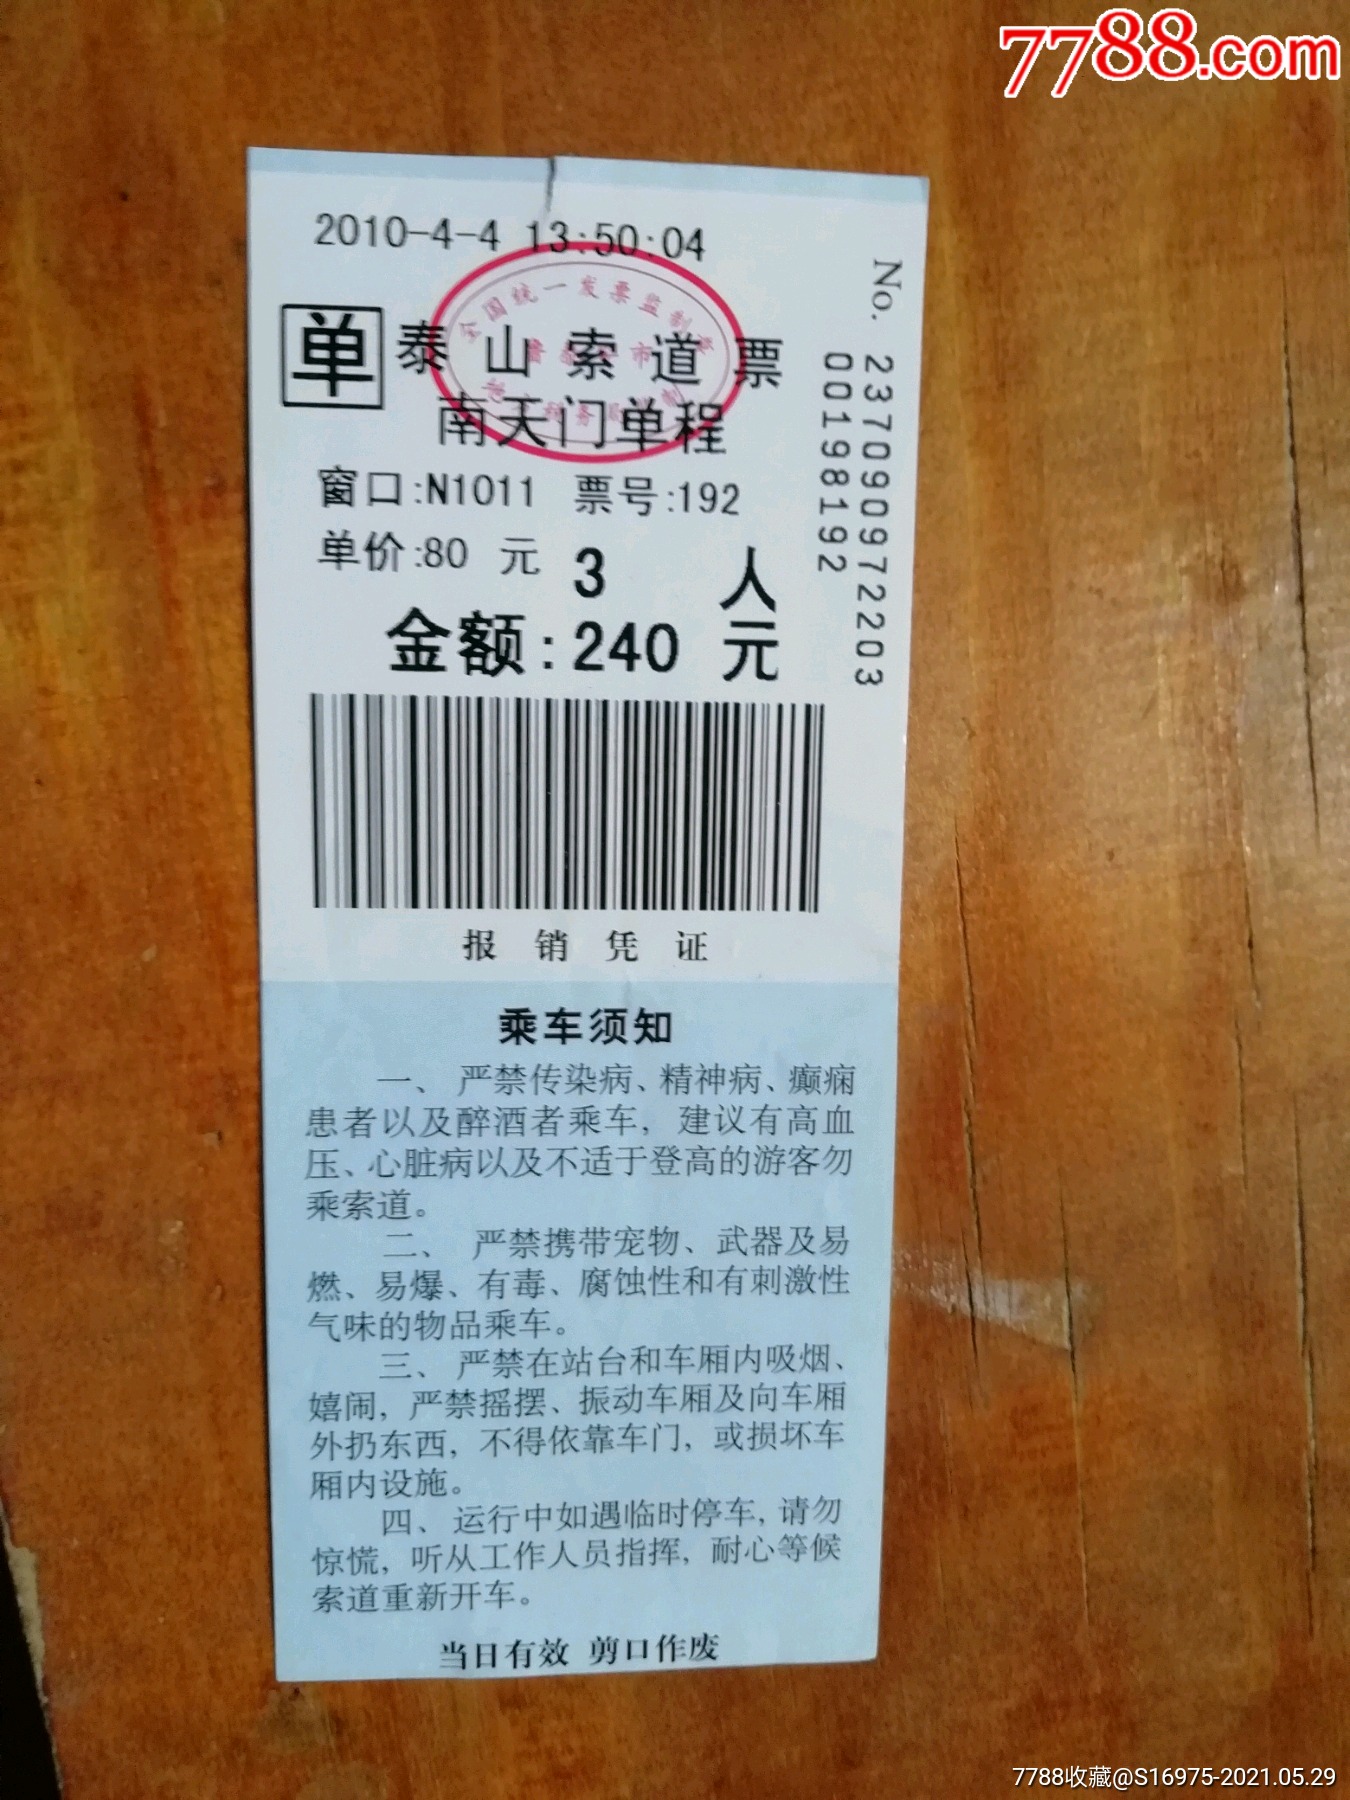 7788.com
2010-4-4 13:50:04
单 泰山索道票
南天门单程
窗口:N1011 票号:192
单价:80 元 3 人
金额:240 元
No. 237090972203
00198192
全国统一发票监制章
报销凭证
乘车须知
一、 严禁传染病、精神病、癫痫
患者以及醉酒者乘车, 建议有高血
压、心脏病以及不适于登高的游客勿
乘索道。
二、 严禁携带宠物、武器及易
燃、易爆、有毒、腐蚀性和有刺激性
气味的物品乘车。
三、 严禁在站台和车厢内吸烟、
嬉闹, 严禁摇摆、振动车厢及向车厢
外扔东西, 不得依靠车门, 或损坏车
厢内设施。
四、 运行中如遇临时停车, 请勿
惊慌, 听从工作人员指挥, 耐心等候
索道重新开车。
当日有效 剪口作废
7788收藏@S16975-2021.05.29